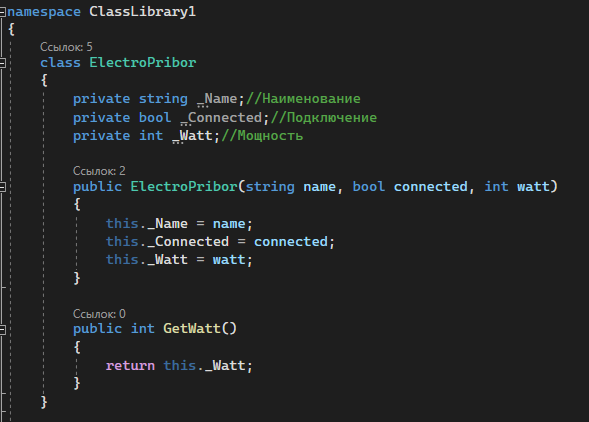 namespace ClassLibrary1
{
Ссылок: 5
class ElectroPribor
{
private string _Name;//Наименование
private bool _Connected;//Подключение
private int _Watt;//Мощность
Ссылок: 2
public ElectroPribor(string name, bool connected, int watt)
{
this._Name = name;
this._Connected = connected;
this._Watt = watt;
}
Ссылок: 0
public int GetWatt()
{
return this._Watt;
}
}